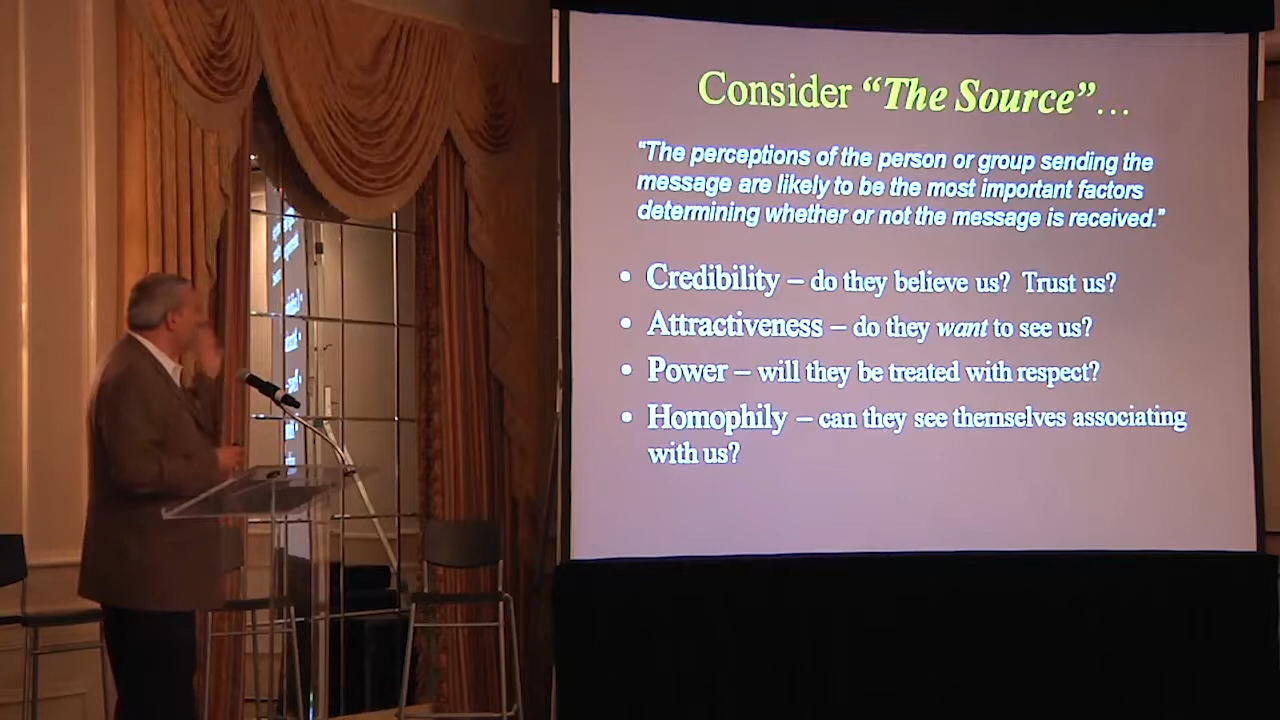 Consider “The Source”…
“The perceptions of the person or group sending the
message are likely to be the most important factors
determining whether or not the message is received.”
• Credibility – do they believe us?  Trust us?
• Attractiveness – do they want to see us?
• Power – will they be treated with respect?
• Homophily – can they see themselves associating
with us?